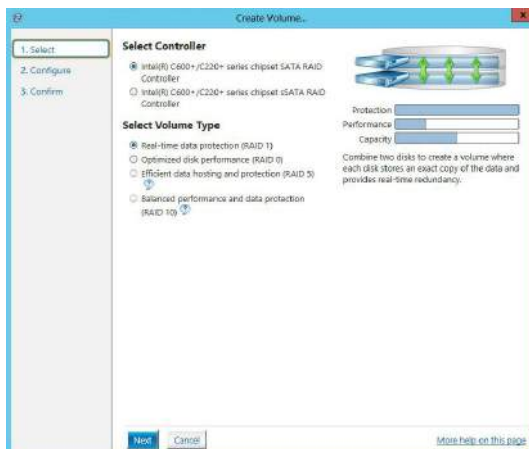 Create Volume...
1. Select
2. Configure
3. Confirm
Select Controller
Intel(R) C600+/C220+ series chipset SATA RAID
Controller
Intel(R) C600+/C220+ series chipset sSATA RAID
Controller
Select Volume Type
Real-time data protection (RAID 1)
Optimized disk performance (RAID 0)
Efficient data hosting and protection (RAID 5)
?
Balanced performance and data protection
(RAID 10) ?
Protection
Performance
Capacity
Combine two disks to create a volume where
each disk stores an exact copy of the data and
provides real-time redundancy.
Next
Cancel
More help on this page